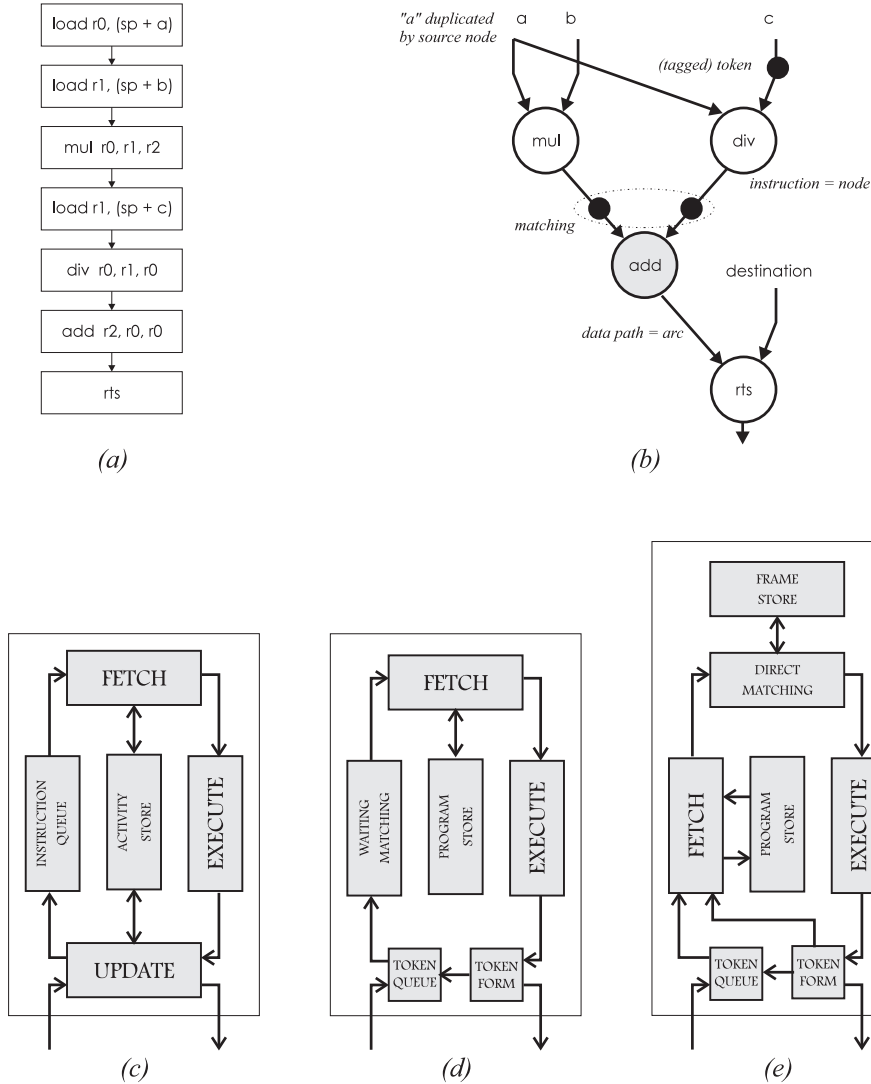 load r0, (sp + a)
load r1, (sp + b)
mul r0, r1, r2
load r1, (sp + c)
div r0, r1, r0
add r2, r0, r0
rts
(a)
"a" duplicated
by source node
a
b
c
(tagged) token
mul
div
instruction = node
matching
add
destination
data path = arc
rts
(b)
FETCH
INSTRUCTION
QUEUE
ACTIVITY
STORE
EXECUTE
UPDATE
(c)
FETCH
WAITING
MATCHING
PROGRAM
STORE
EXECUTE
TOKEN
QUEUE
TOKEN
FORM
(d)
FRAME
STORE
DIRECT
MATCHING
FETCH
PROGRAM
STORE
EXECUTE
TOKEN
QUEUE
TOKEN
FORM
(e)